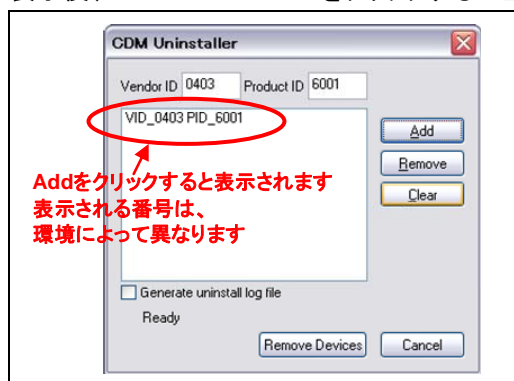 CDM Uninstaller
Vendor ID 0403 Product ID 6001
VID_0403 PID_6001
Add
Remove
Clear
Addをクリックすると表示されます
表示される番号は、
環境によって異なります
Generate uninstall log file
Ready
Remove Devices Cancel